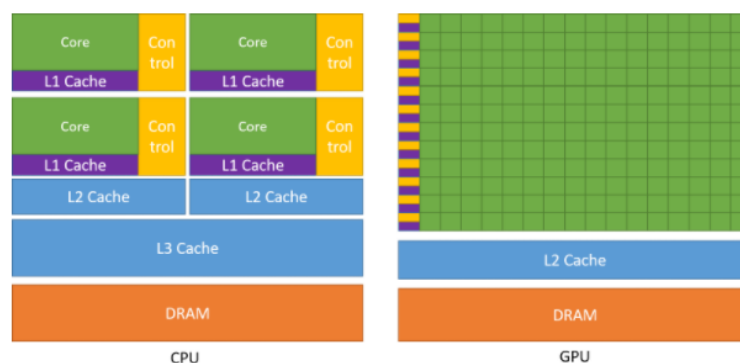 Core
Con
trol
L1 Cache
Core
Con
trol
L1 Cache
Core
Con
trol
L1 Cache
Core
Con
trol
L1 Cache
L2 Cache
L2 Cache
L3 Cache
DRAM
CPU
L2 Cache
DRAM
GPU